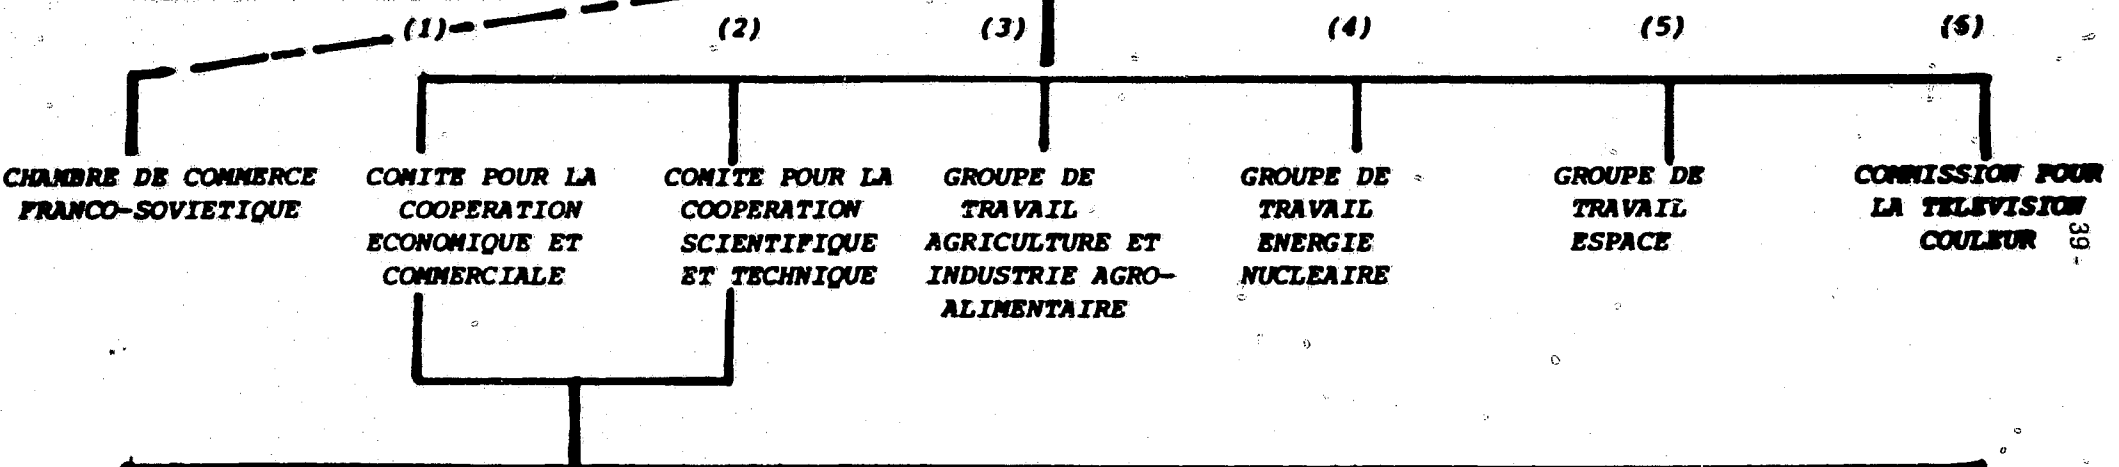 (1) (2) (3) (4) (5) (6)
CHAMBRE DE COMMERCE
FRANCO-SOVIETIQUE
COMITE POUR LA
COOPERATION
ECONOMIQUE ET
COMMERCIALE
COMITE POUR LA
COOPERATION
SCIENTIFIQUE
ET TECHNIQUE
GROUPE DE
TRAVAIL
AGRICULTURE ET
INDUSTRIE AGRO-
ALIMENTAIRE
GROUPE DE
TRAVAIL
ENERGIE
NUCLEAIRE
GROUPE DE
TRAVAIL
ESPACE
COMMISSION POUR
LA TELEVISION
COULEUR
39 -